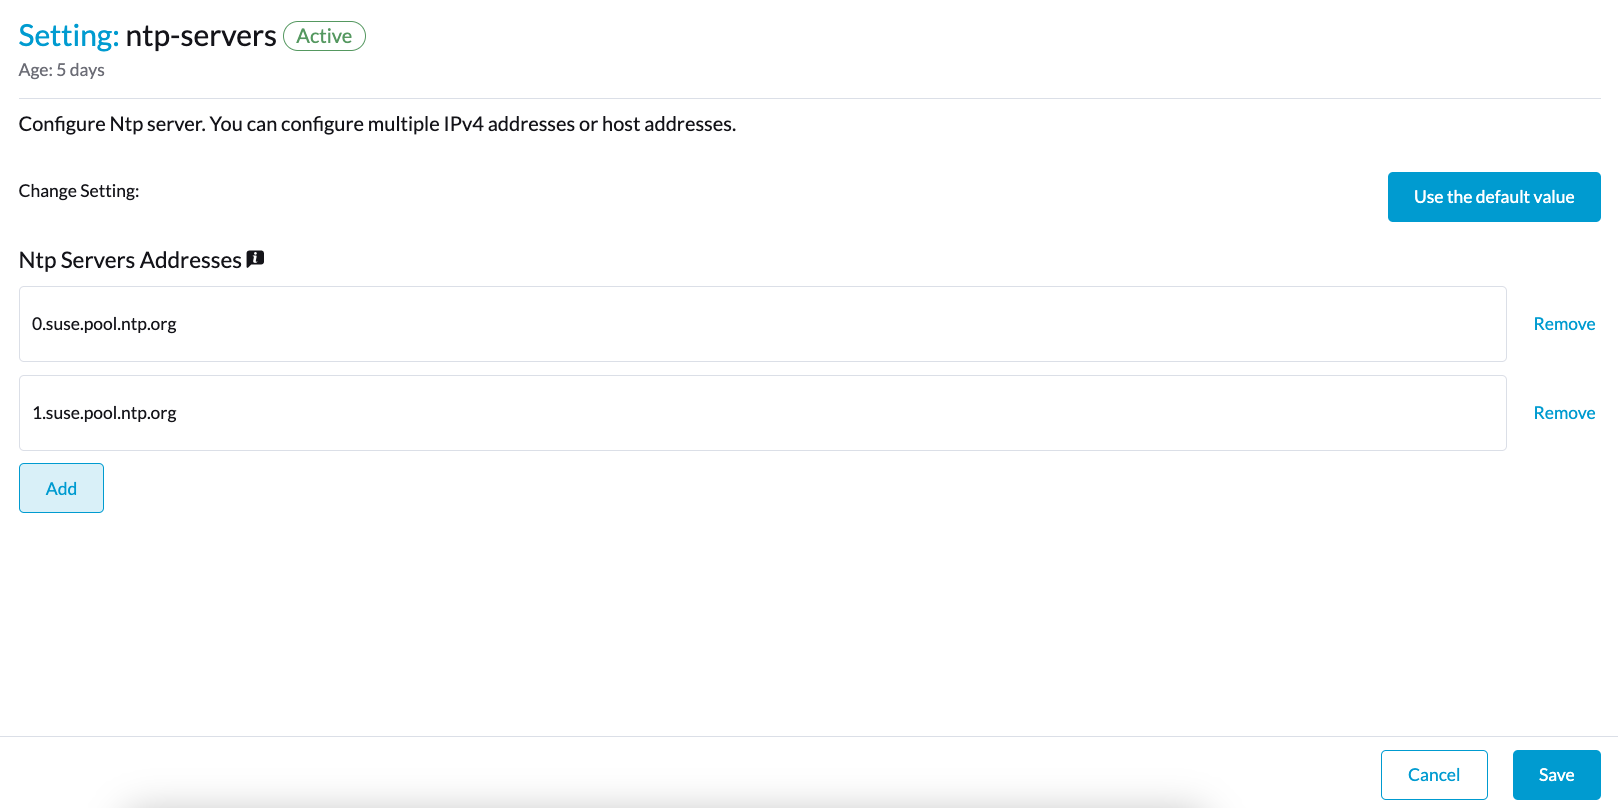 Setting: ntp-servers Active
Age: 5 days
Configure Ntp server. You can configure multiple IPv4 addresses or host addresses.
Change Setting:
Use the default value
Ntp Servers Addresses
0.suse.pool.ntp.org
Remove
1.suse.pool.ntp.org
Remove
Add
Cancel
Save